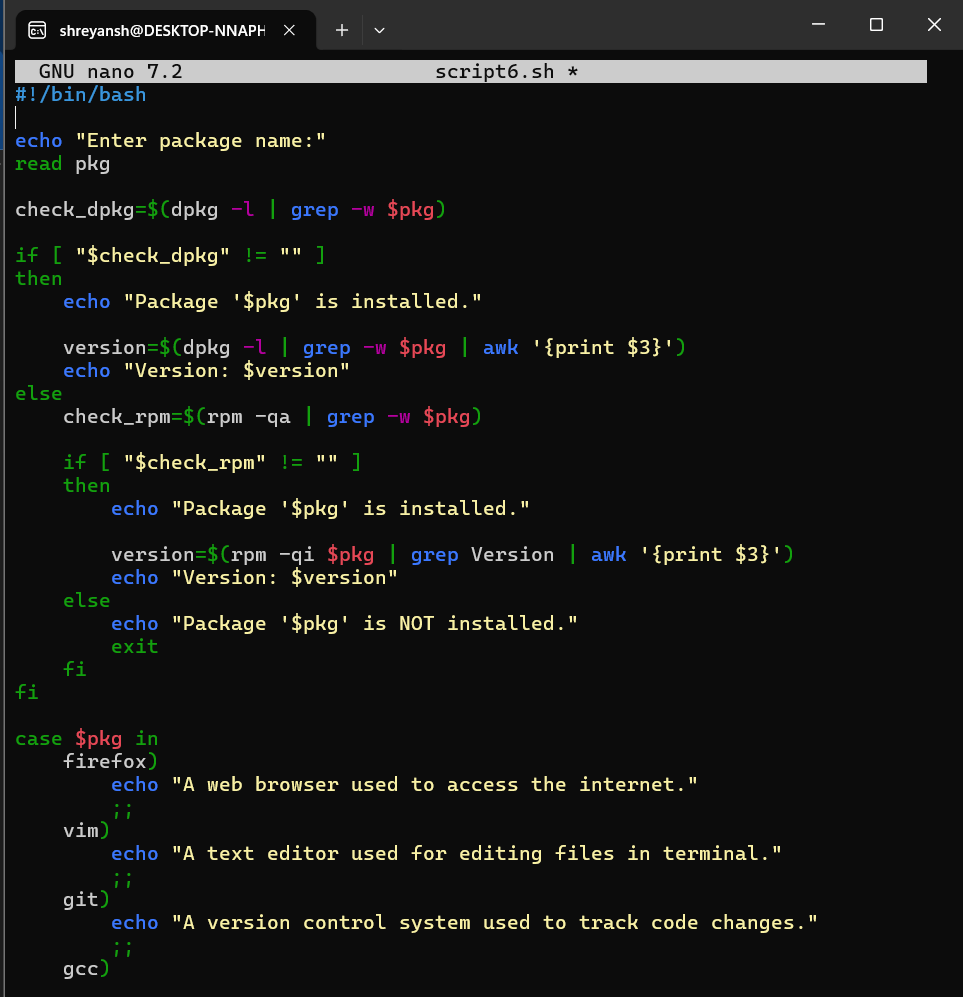 shreyansh@DESKTOP-NNAPH
GNU nano 7.2 script6.sh *
#!/bin/bash

echo "Enter package name:"
read pkg

check_dpkg=$(dpkg -l | grep -w $pkg)

if [ "$check_dpkg" != "" ]
then
    echo "Package '$pkg' is installed."

    version=$(dpkg -l | grep -w $pkg | awk '{print $3}')
    echo "Version: $version"
else
    check_rpm=$(rpm -qa | grep -w $pkg)

    if [ "$check_rpm" != "" ]
    then
        echo "Package '$pkg' is installed."

        version=$(rpm -qi $pkg | grep Version | awk '{print $3}')
        echo "Version: $version"
    else
        echo "Package '$pkg' is NOT installed."
        exit
    fi
fi

case $pkg in
    firefox)
        echo "A web browser used to access the internet."
        ;;
    vim)
        echo "A text editor used for editing files in terminal."
        ;;
    git)
        echo "A version control system used to track code changes."
        ;;
    gcc)